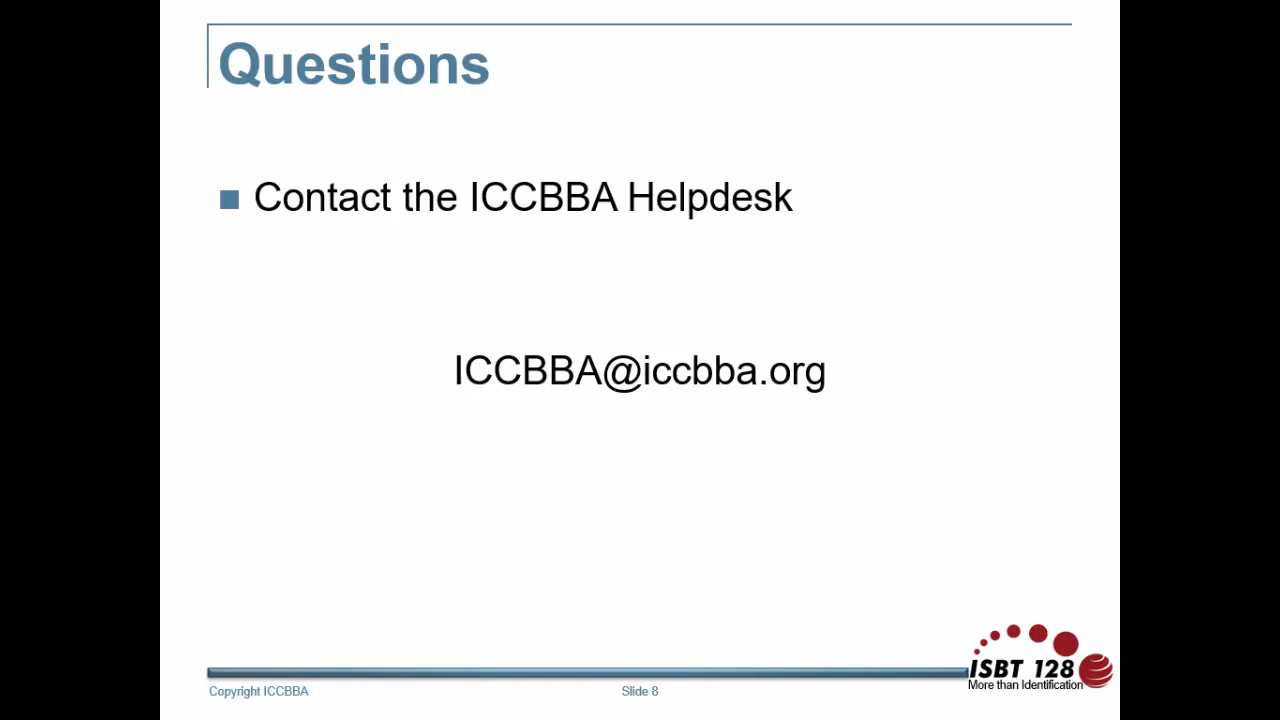 Questions
Contact the ICCBBA Helpdesk
ICCBBA@iccbba.org
ISBT 128
More than Identification
Copyright ICCBBA
Slide 8